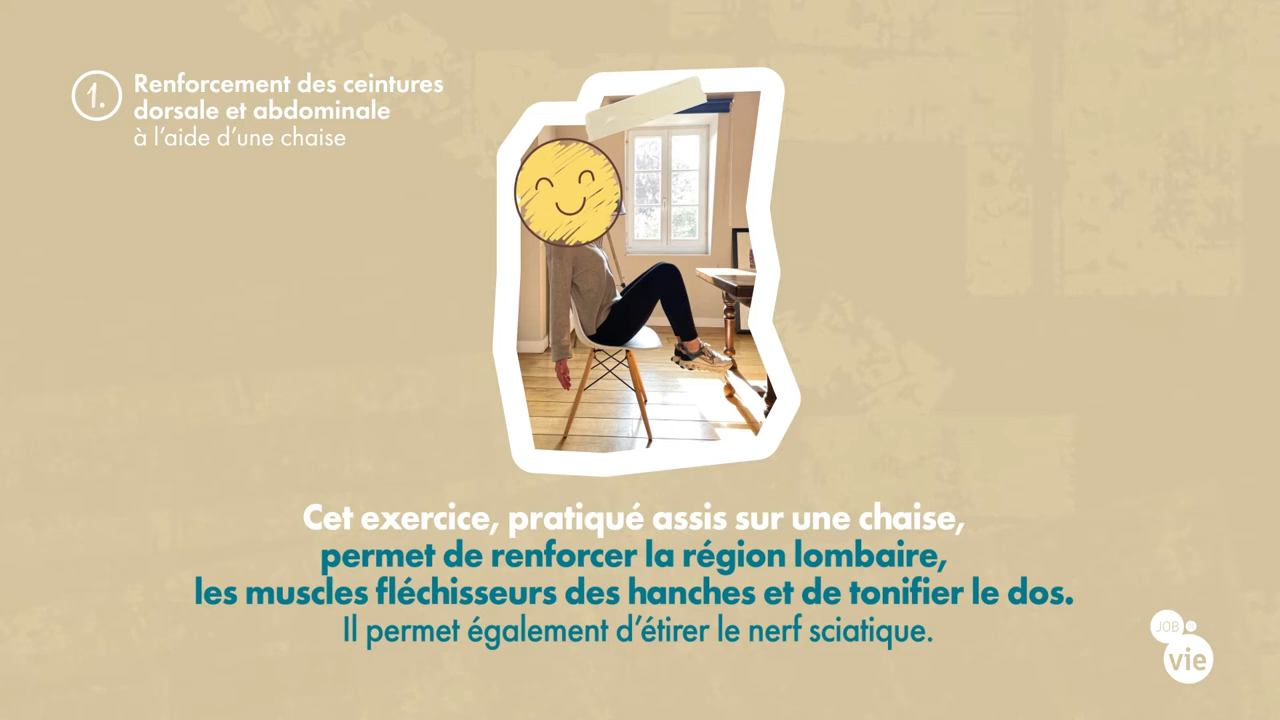 1.
Renforcement des ceintures
dorsale et abdominale
à l’aide d’une chaise
Cet exercice, pratiqué assis sur une chaise,
permet de renforcer la région lombaire,
les muscles fléchisseurs des hanches et de tonifier le dos.
Il permet également d’étirer le nerf sciatique.
JOB
vie